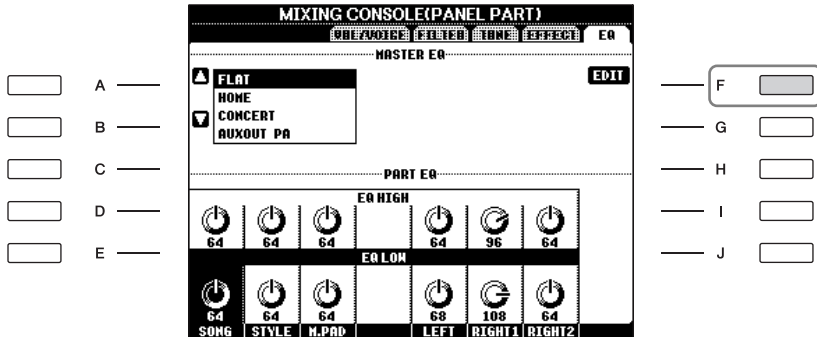 MIXING CONSOLE(PANEL PART)
VOL/VOICE FILTER TUNE EFFECT EQ
MASTER EQ
A FLAT EDIT F
HOME
B CONCERT G
AUXOUT PA
C PART EQ H
EQ HIGH
D 64 64 64 64 96 64 I
E EQ LOW J
64 64 64 68 108 64
SONG STYLE M.PAD LEFT RIGHT1 RIGHT2